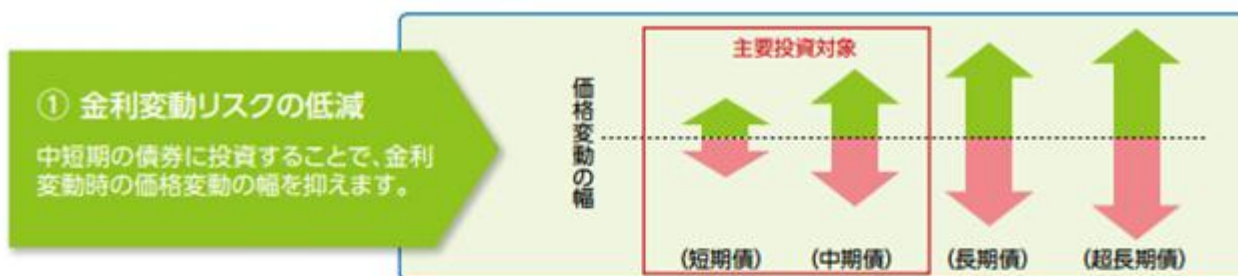 ① 金利変動リスクの低減
中短期の債券に投資することで、金利
変動時の価格変動の幅を抑えます。
主要投資対象
価格変動の幅
(短期債)
(中期債)
(長期債)
(超長期債)